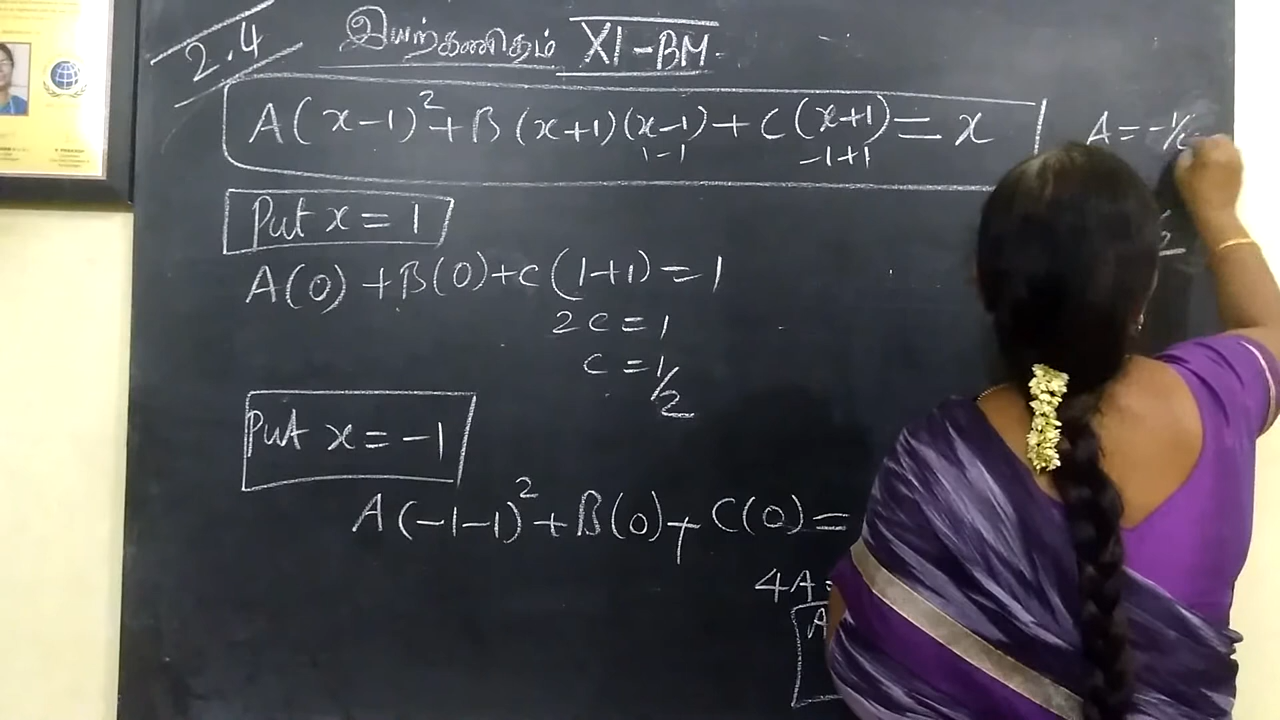 2.4 இயற்கணிதம் XI-BM
A(x-1)²+B(x+1)(x-1)+C(x+1)=x
1-1 -1+1
A=-1/
2
Put x=1
A(0)+B(0)+C(1+1)=1
2C=1
C=1/2
Put x=-1
A(-1-1)²+B(0)+C(0)=
4A=
A